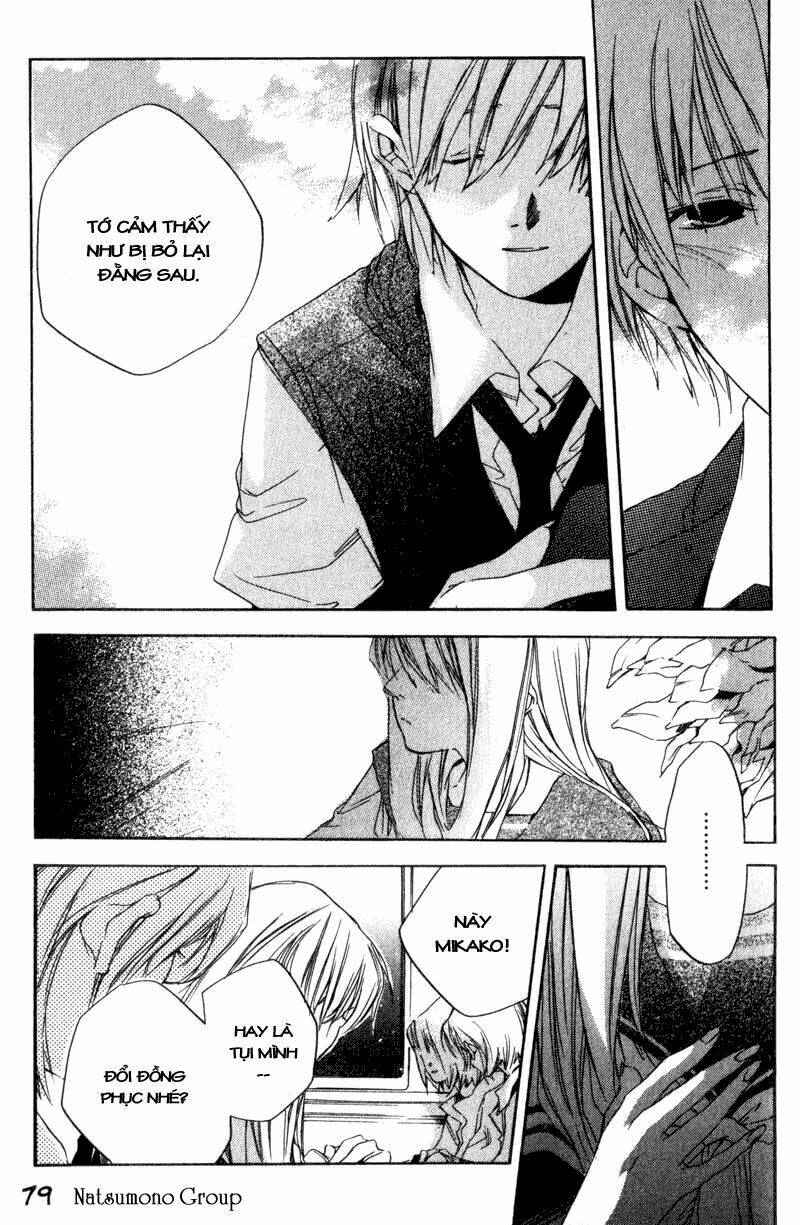 TỚ CẢM THẤY
NHƯ BỊ BỎ LẠI
ĐẰNG SAU.
.........
NÀY
MIKAKO!
HAY LÀ
TỤI MÌNH
--
ĐỔI ĐỒNG
PHỤC NHÉ?
79 Natsumono Group